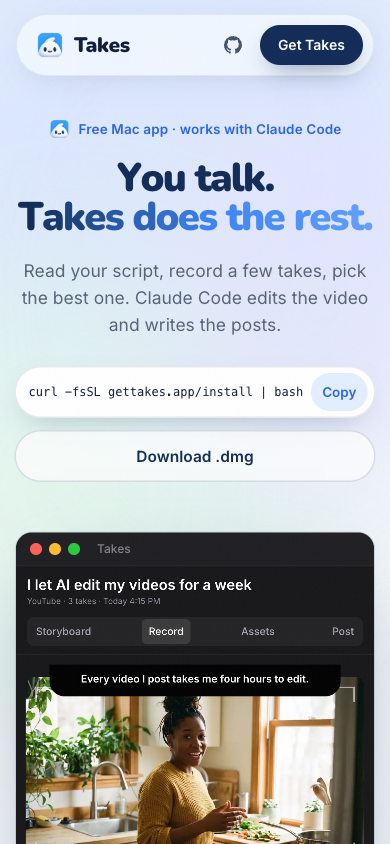 Takes
Get Takes
Free Mac app · works with Claude Code
You talk.
Takes does the rest.
Read your script, record a few takes, pick
the best one. Claude Code edits the video
and writes the posts.
curl -fsSL gettakes.app/install | bash
Copy
Download .dmg
Takes
I let AI edit my videos for a week
YouTube · 3 takes · Today 4:15 PM
Storyboard
Record
Assets
Post
Every video I post takes me four hours to edit.